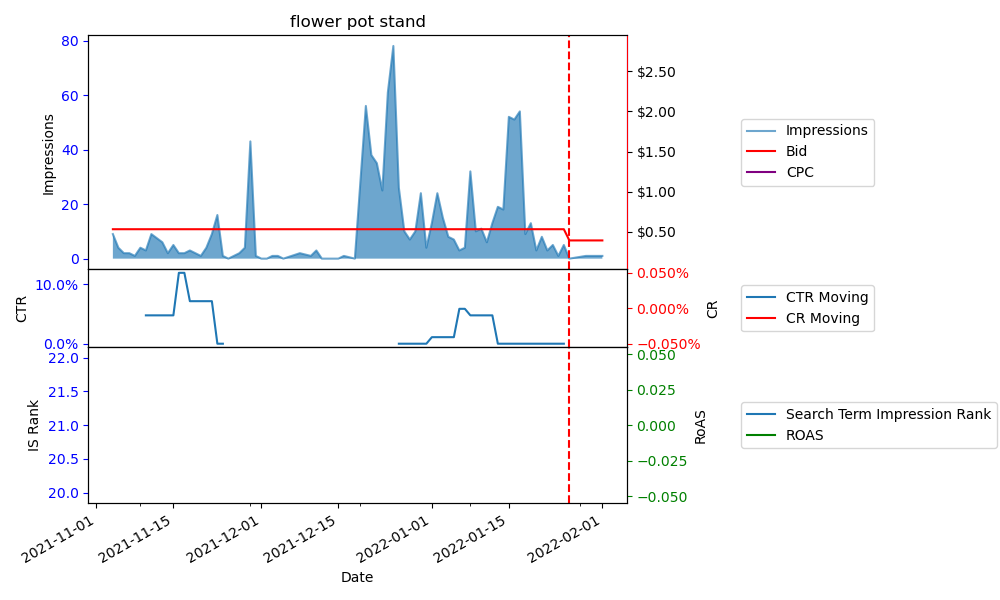 flower pot stand
80
60
40
20
0
Impressions
$2.50
$2.00
$1.50
$1.00
$0.50
Impressions
Bid
CPC
10.0%
0.0%
CTR
0.050%
0.000%
−0.050%
CR
CTR Moving
CR Moving
22.0
21.5
21.0
20.5
20.0
IS Rank
0.050
0.025
0.000
−0.025
−0.050
RoAS
Search Term Impression Rank
ROAS
2021-11-01
2021-11-15
2021-12-01
2021-12-15
2022-01-01
2022-01-15
2022-02-01
Date